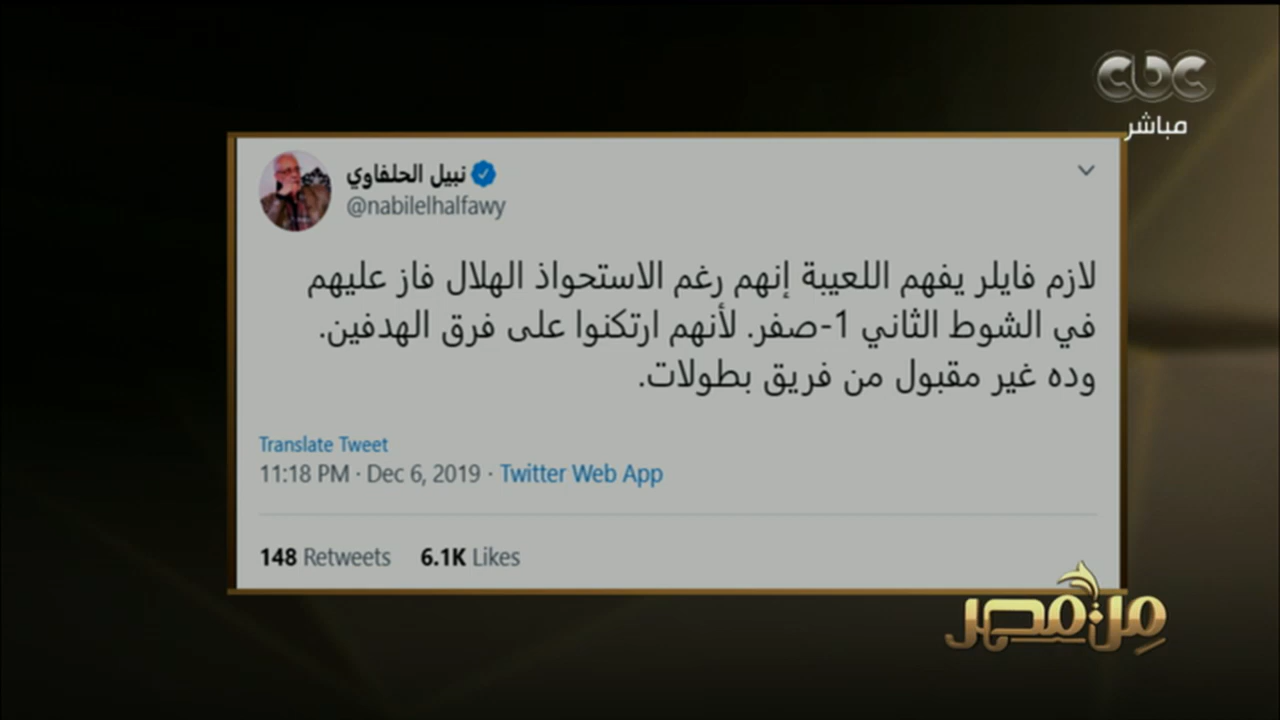 cbc
مباشر
نبيل الحلفاوي
@nabilelhalfawy
لازم فايلر يفهم اللعيبة إنهم رغم الاستحواذ الهلال فاز عليهم
في الشوط الثاني 1-صفر. لأنهم ارتكنوا على فرق الهدفين.
وده غير مقبول من فريق بطولات.
Translate Tweet
11:18 PM · Dec 6, 2019 · Twitter Web App
148 Retweets 6.1K Likes
من مصر